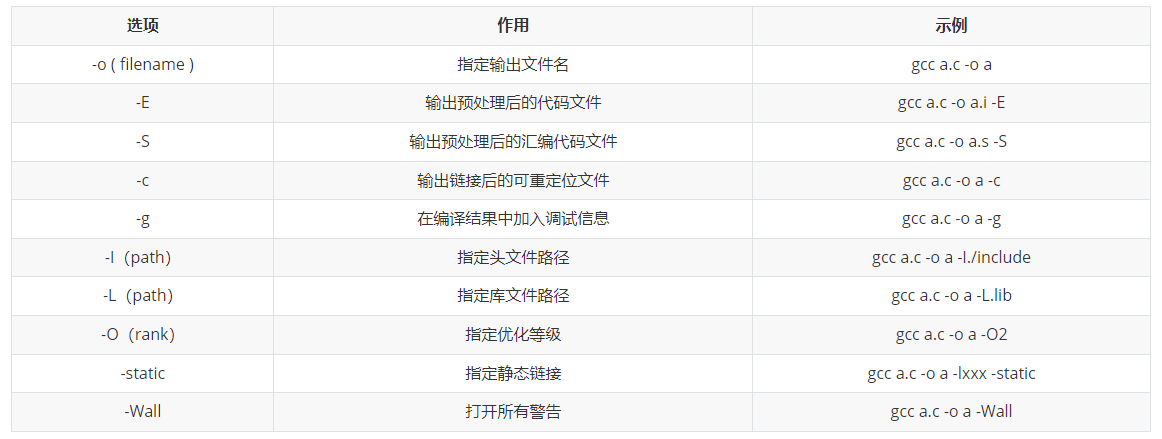 选项 作用 示例
-o ( filename ) 指定输出文件名 gcc a.c -o a
-E 输出预处理后的代码文件 gcc a.c -o a.i -E
-S 输出预处理后的汇编代码文件 gcc a.c -o a.s -S
-c 输出链接后的可重定位文件 gcc a.c -o a -c
-g 在编译结果中加入调试信息 gcc a.c -o a -g
-I（path） 指定头文件路径 gcc a.c -o a -I./include
-L（path） 指定库文件路径 gcc a.c -o a -L.lib
-O（rank） 指定优化等级 gcc a.c -o a -O2
-static 指定静态链接 gcc a.c -o a -lxxx -static
-Wall 打开所有警告 gcc a.c -o a -Wall